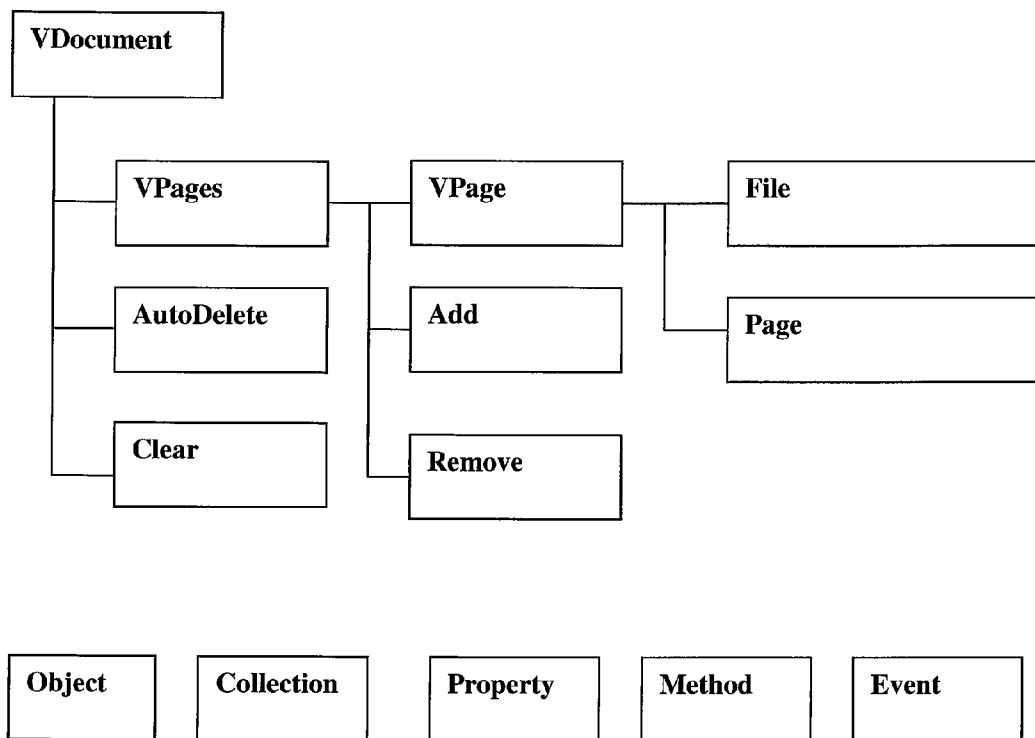 VDocument
VPages
VPage
File
AutoDelete
Add
Page
Clear
Remove
Object
Collection
Property
Method
Event